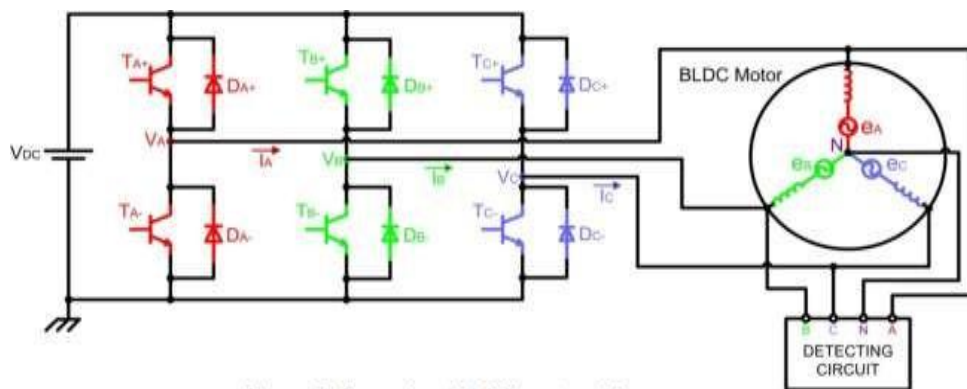 TA+
DA+
TB+
DB+
TC+
DC+
BLDC Motor
VDC
VA
IA
VB
IB
VC
IC
N
eA
eB
eC
TA-
DA-
TB-
DB-
TC-
DC-
B C N A
DETECTING
CIRCUIT